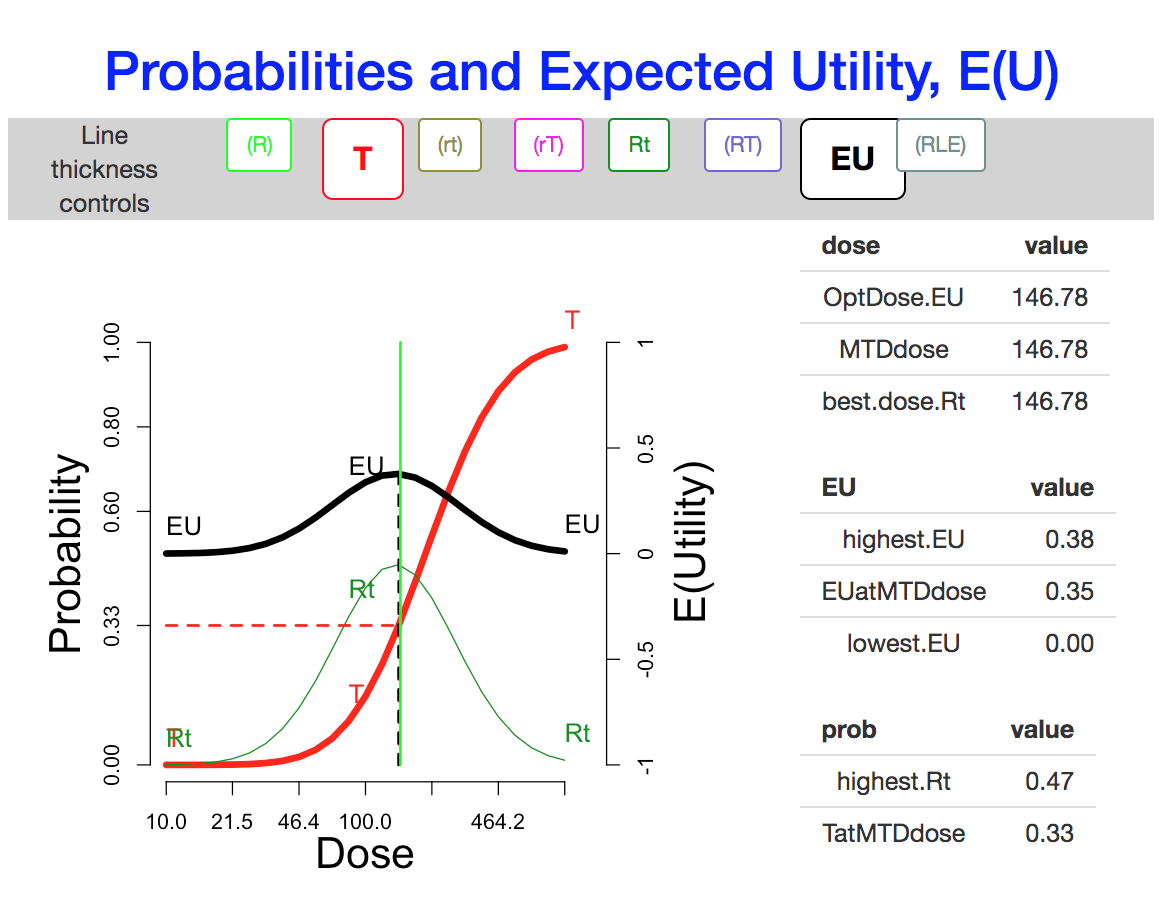 Probabilities and Expected Utility, E(U)
Line
thickness
controls
(R)
T
(rt)
(rT)
Rt
(RT)
EU
(RLE)
dose value
OptDose.EU 146.78
MTDdose 146.78
best.dose.Rt 146.78
EU value
highest.EU 0.38
EUatMTDdose 0.35
lowest.EU 0.00
prob value
highest.Rt 0.47
TatMTDdose 0.33
Probability
1.00
0.80
0.60
0.33
0.00
T
EU
EU
EU
Rt
T
T
Rt
Rt
1
0.5
0
-0.5
-1
E(Utility)
10.0 21.5 46.4 100.0 464.2
Dose